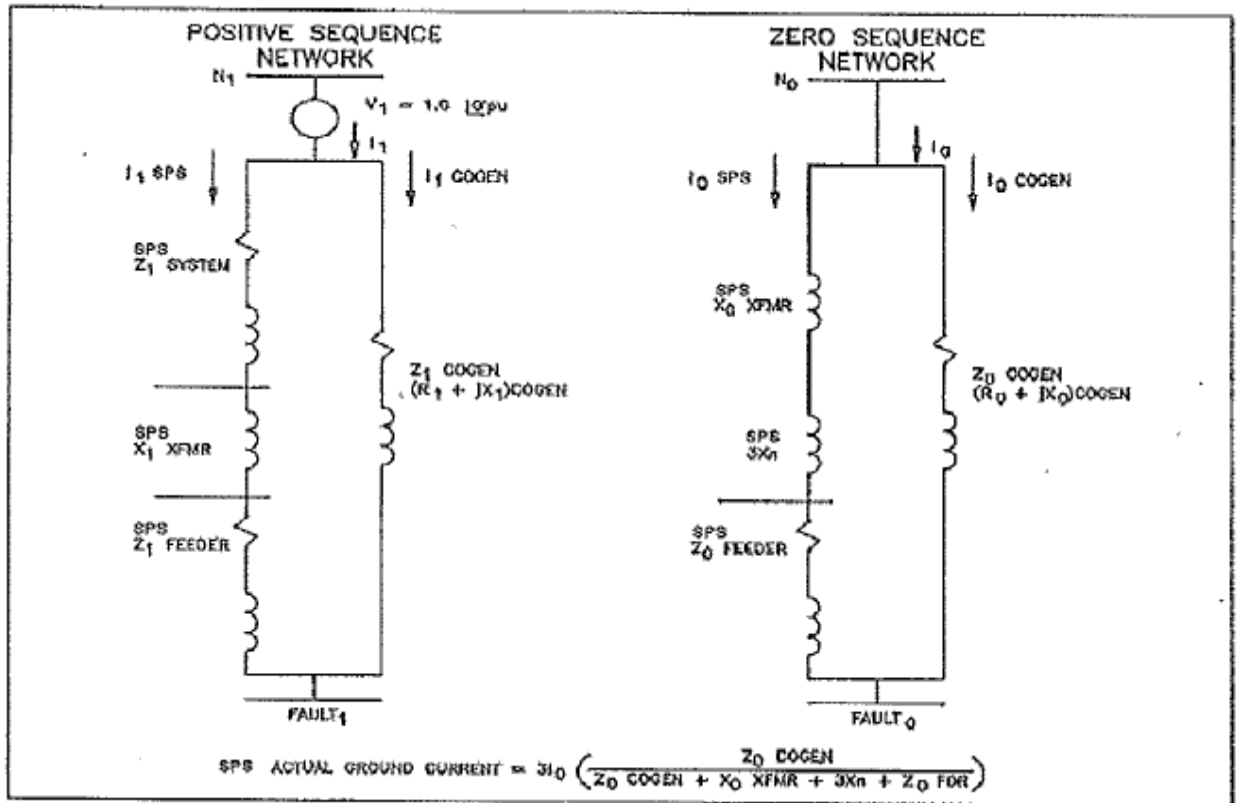 POSITIVE SEQUENCE
NETWORK
N₁
V₁ = 1.0 |0 pu
I₁
I₁ SPS
I₁ COGEN
SPS
Z₁ SYSTEM
Z₁ COGEN
(R₁ + jX₁)COGEN
SPS
X₁ XFMR
SPS
Z₁ FEEDER
FAULT₁
ZERO SEQUENCE
NETWORK
N₀
I₀
I₀ SPS
I₀ COGEN
SPS
X₀ XFMR
Z₀ COGEN
(R₀ + jX₀)COGEN
SPS
3Xn
SPS
Z₀ FEEDER
FAULT₀
SPS ACTUAL GROUND CURRENT = 3I₀ ( Z₀ COGEN
Z₀ COGEN + X₀ XFMR + 3Xn + Z₀ FDR )